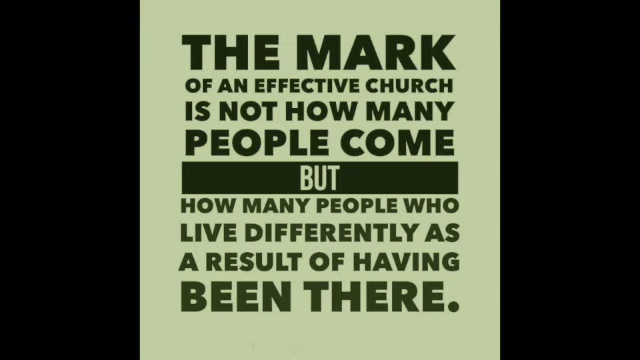 THE MARK
OF AN EFFECTIVE CHURCH
IS NOT HOW MANY
PEOPLE COME
BUT
HOW MANY PEOPLE WHO
LIVE DIFFERENTLY AS
A RESULT OF HAVING
BEEN THERE.